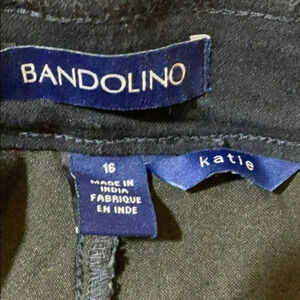 BANDOLINO
16
MADE IN
INDIA
FABRIQUE
EN INDE
katie